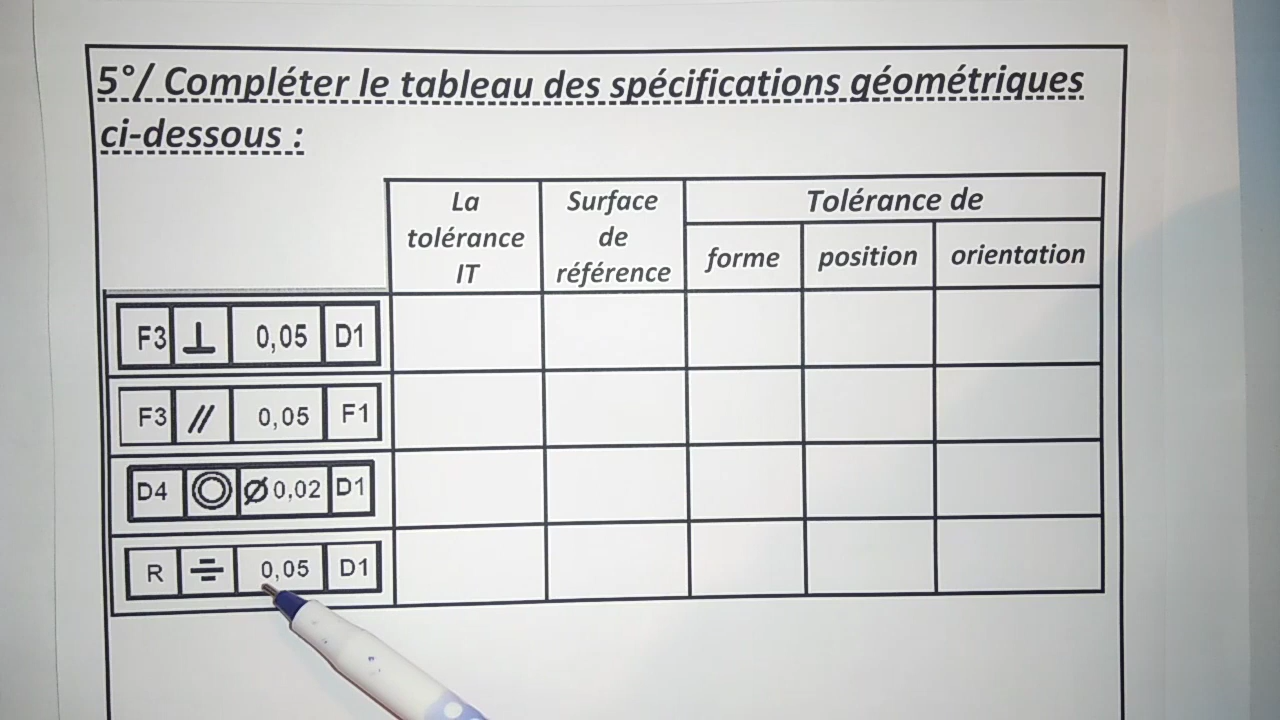 5°/ Compléter le tableau des spécifications géométriques
ci-dessous :
La tolérance IT
Surface de référence
Tolérance de
forme
position
orientation
F3 ⊥ 0,05 D1
F3 // 0,05 F1
D4 ◎ Ø0,02 D1
R ⌯ 0,05 D1